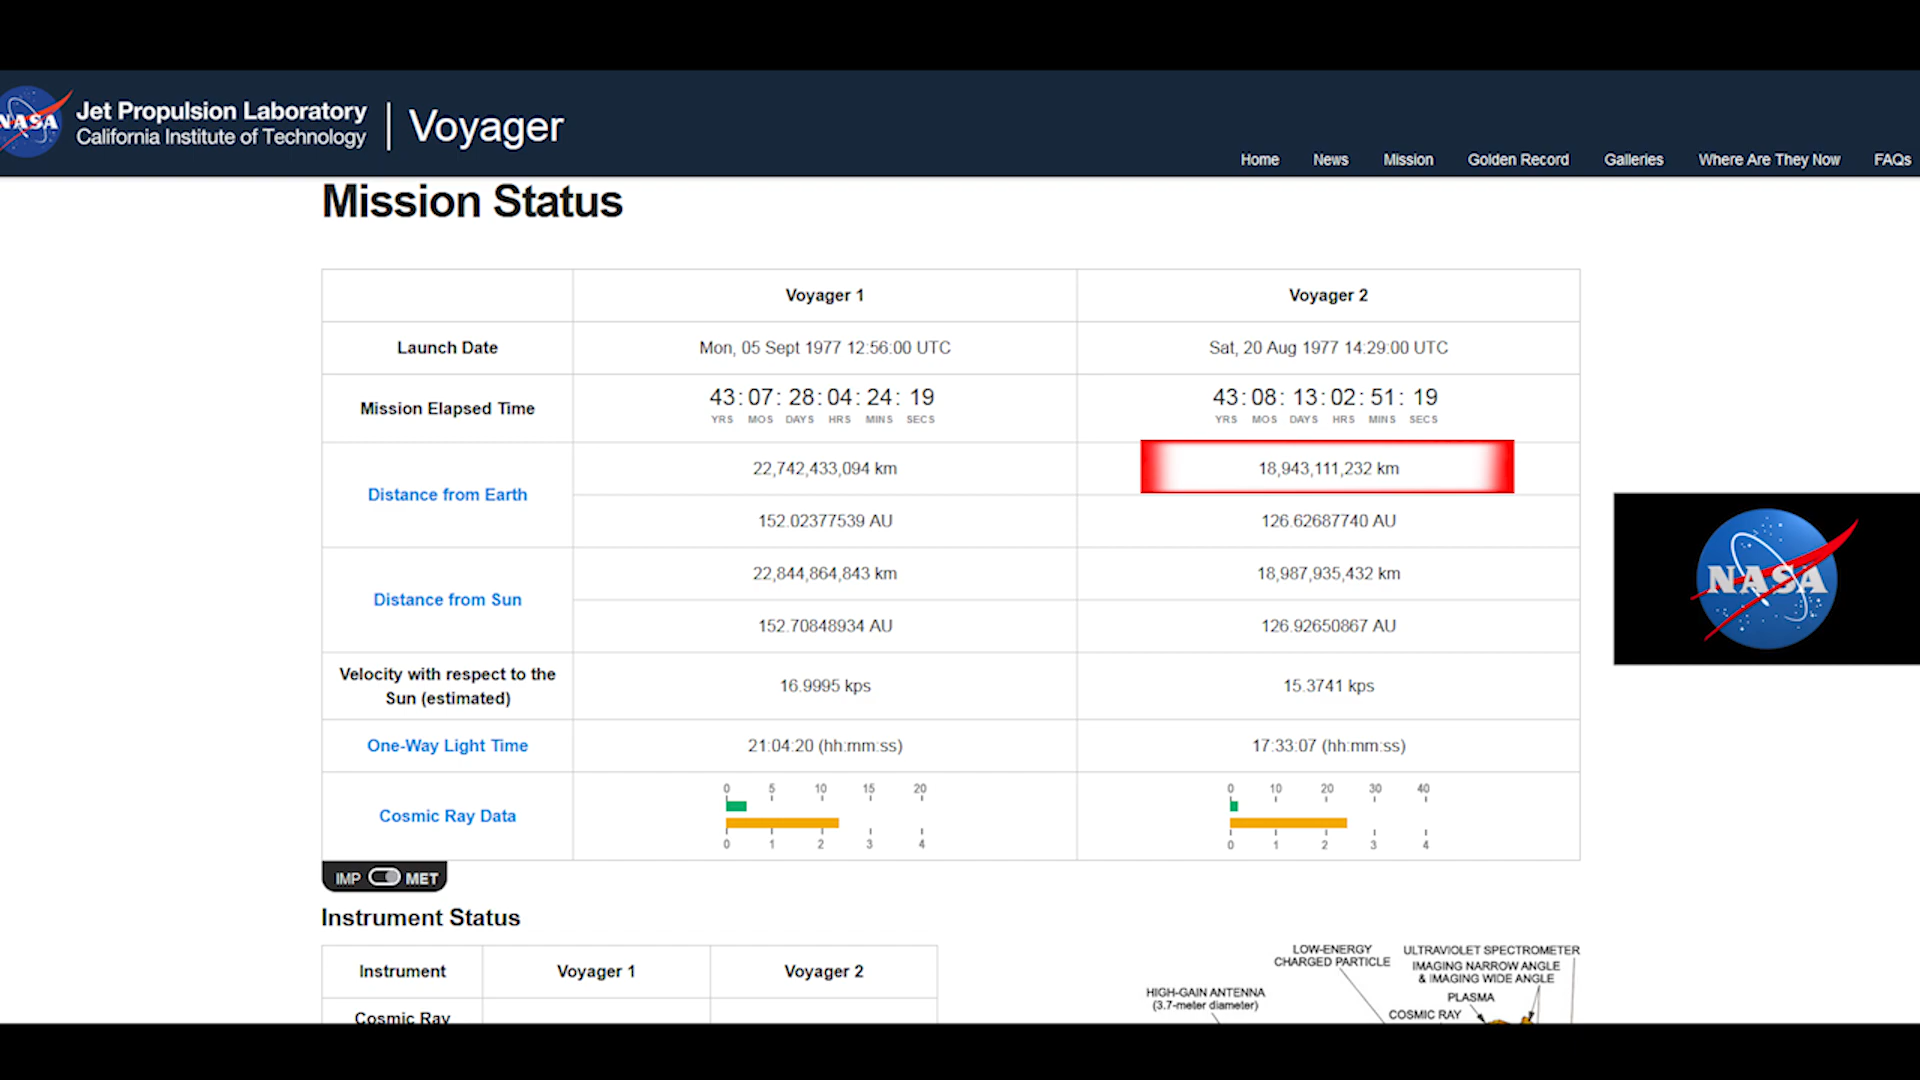 NASA
Jet Propulsion Laboratory
California Institute of Technology
Voyager
Home News Mission Golden Record Galleries Where Are They Now FAQs
Mission Status
Voyager 1 Voyager 2
Launch Date Mon, 05 Sept 1977 12:56:00 UTC Sat, 20 Aug 1977 14:29:00 UTC
Mission Elapsed Time 43:07:28:04:24:19 43:08:13:02:51:19
YRS MOS DAYS HRS MINS SECS YRS MOS DAYS HRS MINS SECS
Distance from Earth 22,742,433,094 km 18,943,111,232 km
152.02377539 AU 126.62687740 AU
Distance from Sun 22,844,864,843 km 18,987,935,432 km
152.70848934 AU 126.92650867 AU
NASA
Velocity with respect to the
Sun (estimated) 16.9995 kps 15.3741 kps
One-Way Light Time 21:04:20 (hh:mm:ss) 17:33:07 (hh:mm:ss)
Cosmic Ray Data
0 5 10 15 20 0 10 20 30 40
0 1 2 3 4 0 1 2 3 4
IMP MET
Instrument Status
Instrument Voyager 1 Voyager 2
Cosmic Ray
LOW-ENERGY
CHARGED PARTICLE
ULTRAVIOLET SPECTROMETER
IMAGING NARROW ANGLE
& IMAGING WIDE ANGLE
PLASMA
COSMIC RAY
HIGH-GAIN ANTENNA
(3.7-meter diameter)